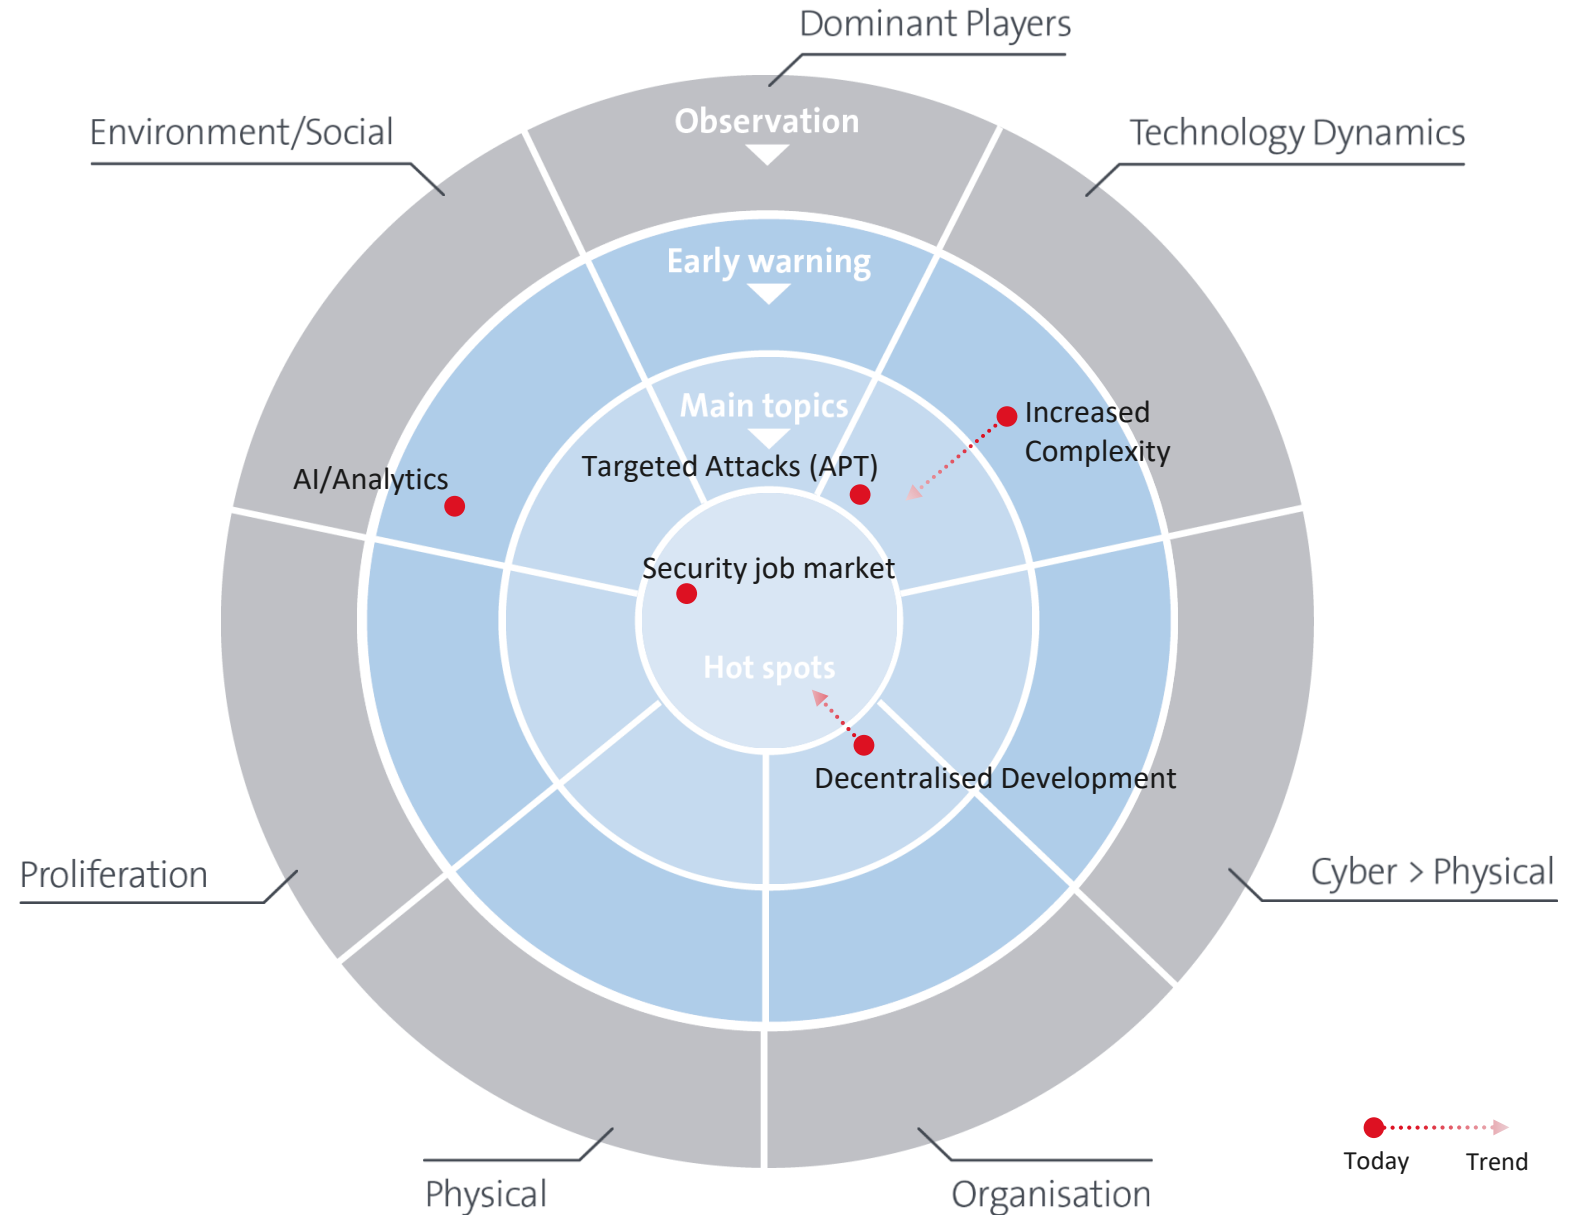 Dominant Players
Observation
Environment/Social
Technology Dynamics
Early warning
Main topics
Increased
Complexity
Targeted Attacks (APT)
AI/Analytics
Security job market
Hot spots
Decentralised Development
Proliferation
Cyber > Physical
Today
Trend
Physical
Organisation